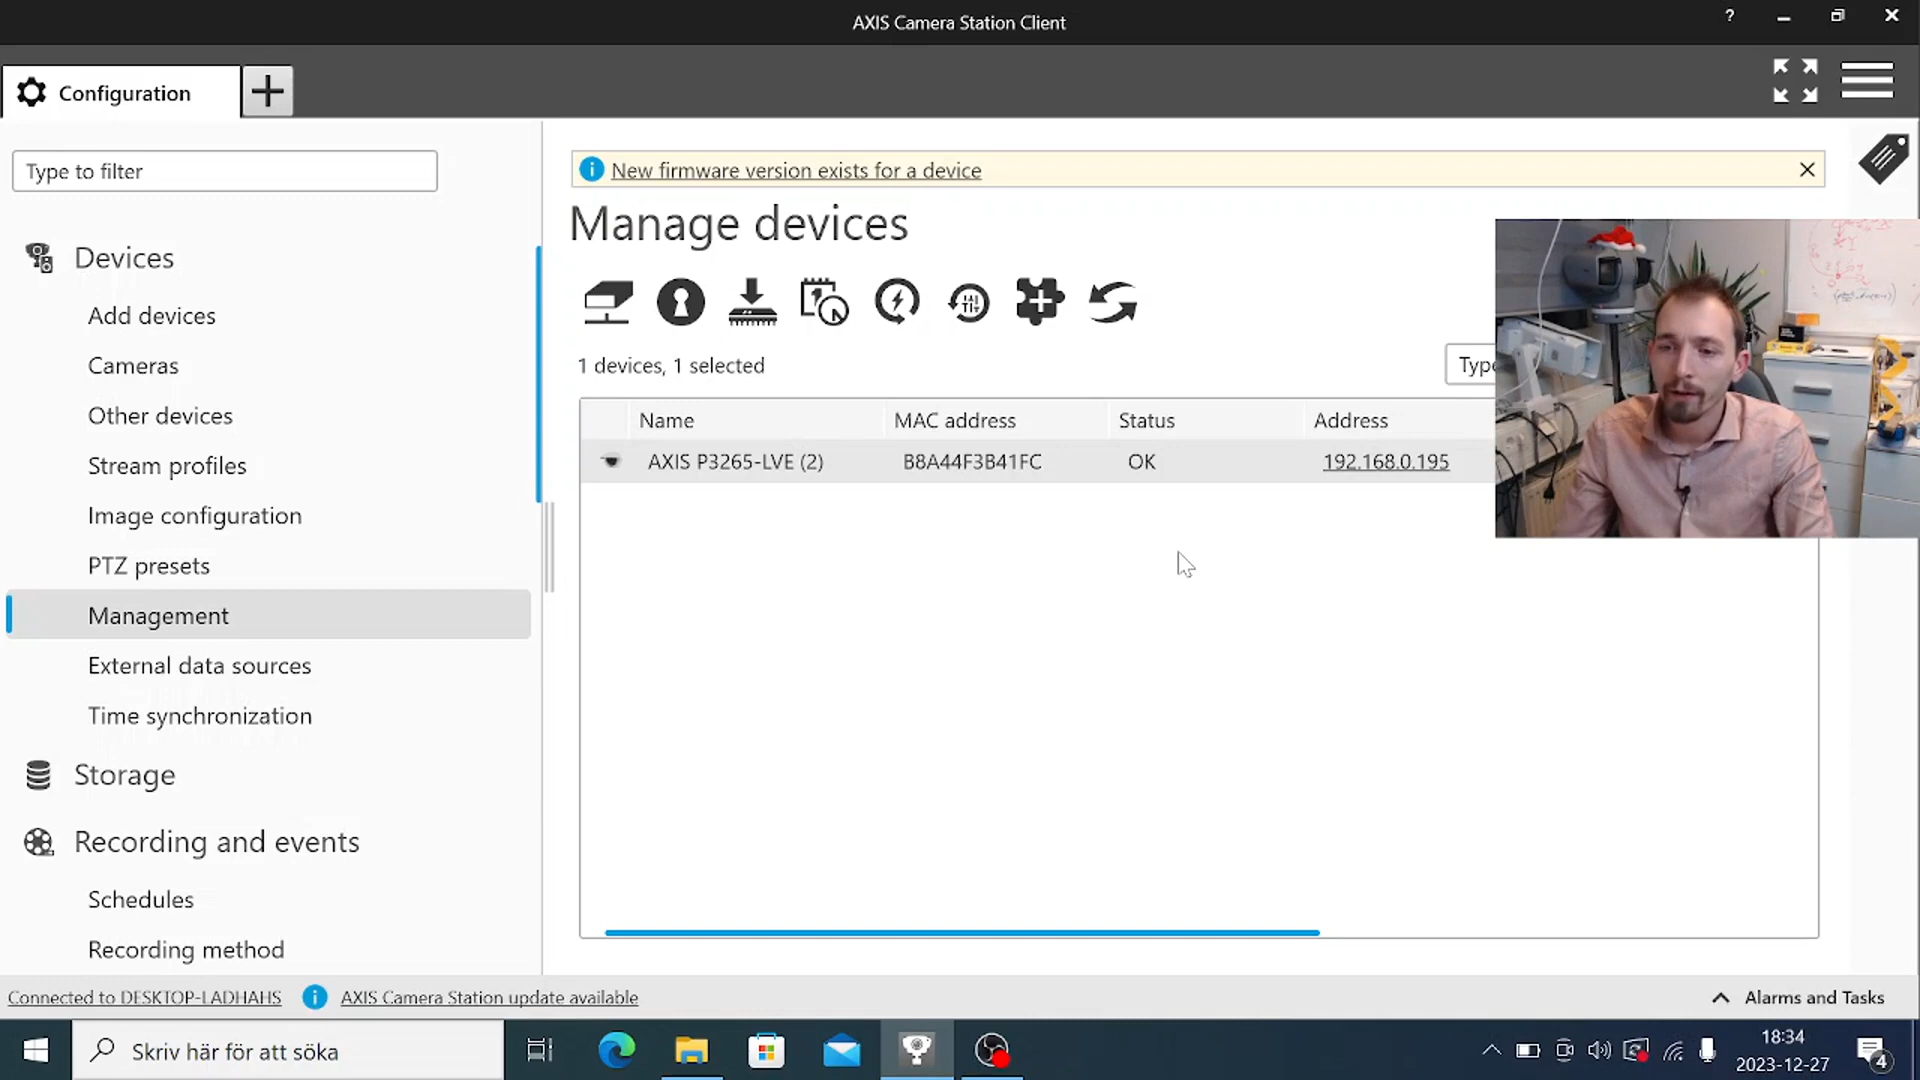 AXIS Camera Station Client
?
Configuration
Type to filter
New firmware version exists for a device
Manage devices
Devices
Add devices
Cameras
Other devices
Stream profiles
Image configuration
PTZ presets
Management
External data sources
Time synchronization
Storage
Recording and events
Schedules
Recording method
1 devices, 1 selected
Type
Name MAC address Status Address
AXIS P3265-LVE (2) B8A44F3B41FC OK 192.168.0.195
Connected to DESKTOP-LADHAHS
AXIS Camera Station update available
Alarms and Tasks
Skriv här för att söka
18:34
2023-12-27
4